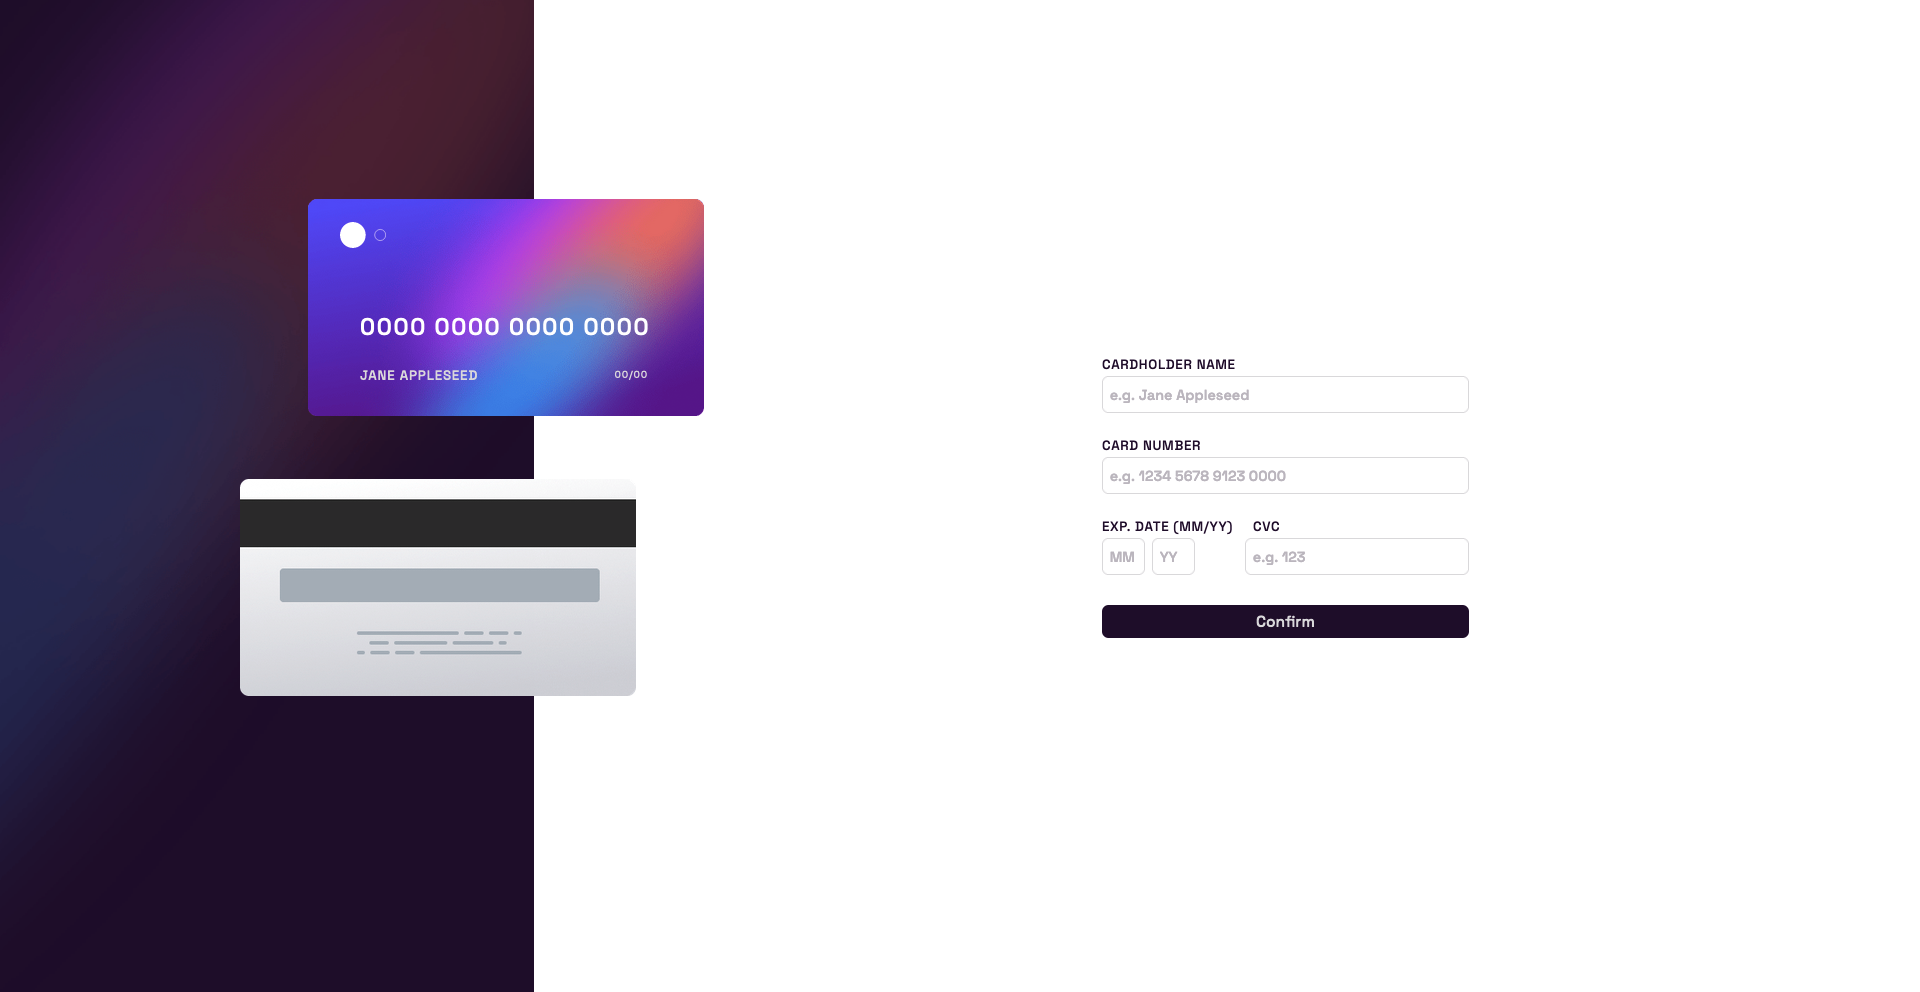 0000 0000 0000 0000
JANE APPLESEED 00/00
CARDHOLDER NAME
e.g. Jane Appleseed
CARD NUMBER
e.g. 1234 5678 9123 0000
EXP. DATE (MM/YY) CVC
MM YY e.g. 123
Confirm